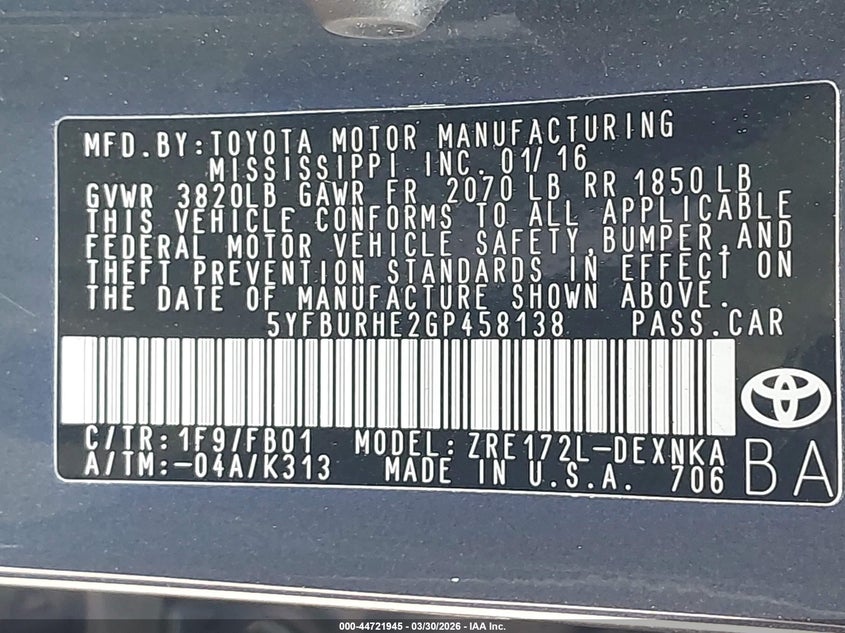 MFD.BY:TOYOTA MOTOR MANUFACTURING
MISSISSIPPI INC. 01/16
GVWR 3820LB GAWR FR 2070 LB RR 1850 LB
THIS VEHICLE CONFORMS TO ALL APPLICABLE
FEDERAL MOTOR VEHICLE SAFETY,BUMPER,AND
THEFT PREVENTION STANDARDS IN EFFECT ON
THE DATE OF MANUFACTURE SHOWN ABOVE.
5YFBURHE2GP458138 PASS.CAR
C/TR:1F9/FB01 MODEL:ZRE172L-DEXNKA
A/TM:-04A/K313 MADE IN U.S.A. 706
BA
000-44721945 - 03/30/2026 - IAA Inc.